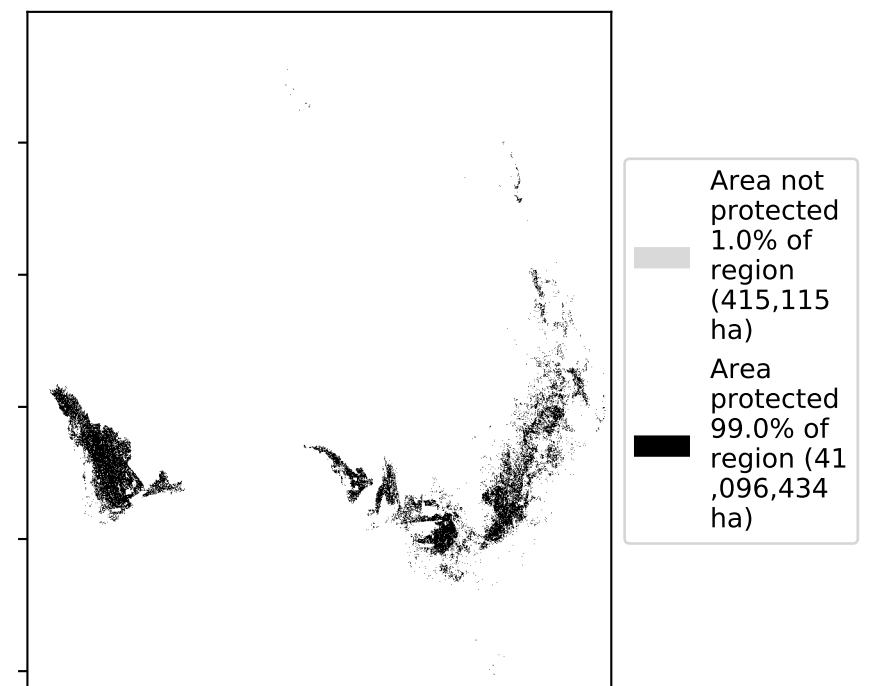 Area not
protected
1.0% of
region
(415,115
ha)
Area
protected
99.0% of
region (41
,096,434
ha)